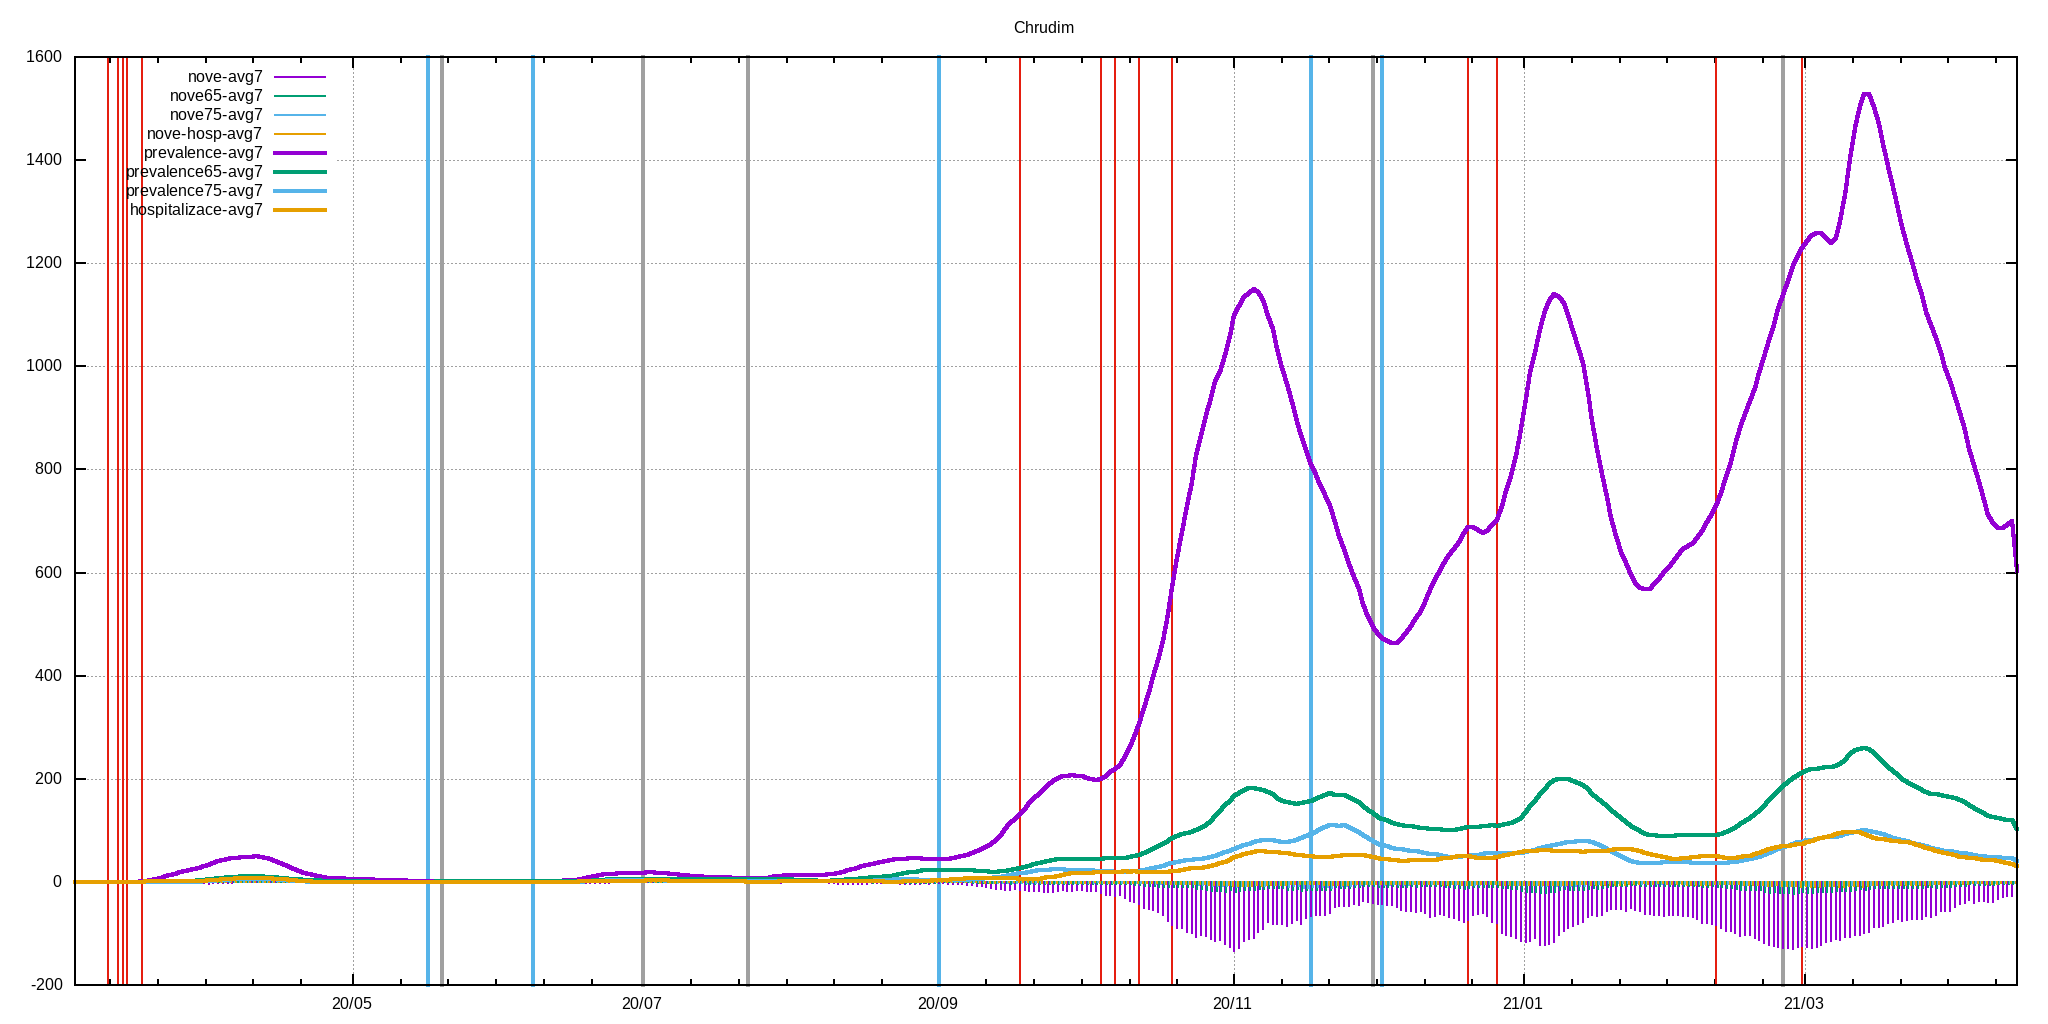 Chrudim
1600
1400
1200
1000
800
600
400
200
0
-200
nove-avg7
nove65-avg7
nove75-avg7
nove-hosp-avg7
prevalence-avg7
prevalence65-avg7
prevalence75-avg7
hospitalizace-avg7
20/05
20/07
20/09
20/11
21/01
21/03